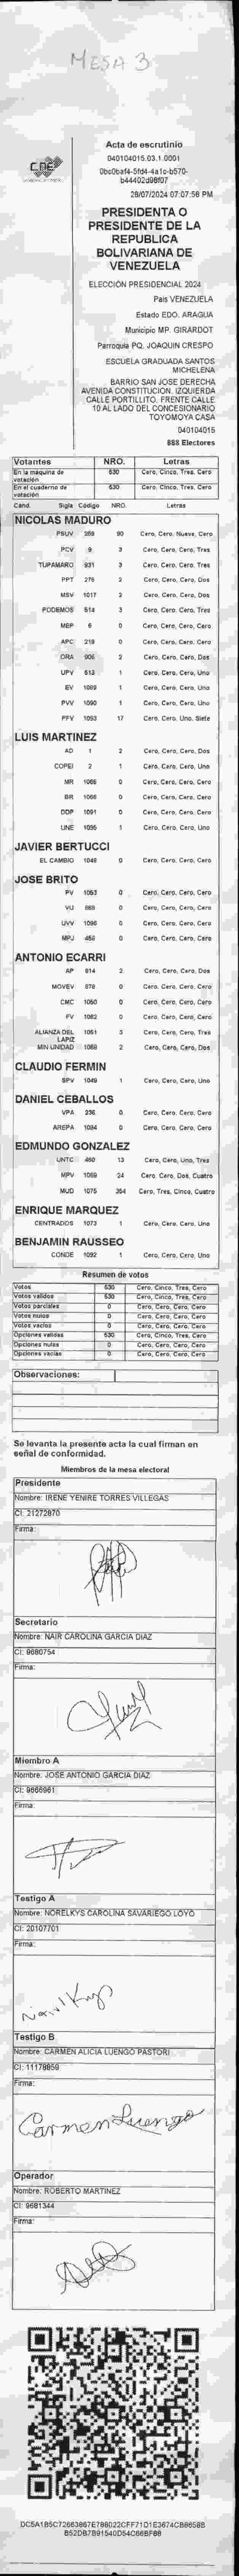 MESA 3
CNE
Acta de escrutinio
040104015.03.1.0001
0bc0baf4-5fd4-4a1c-b570-
b44402d98f07
28/07/2024 07:07:58 PM
PRESIDENTA O
PRESIDENTE DE LA
REPUBLICA
BOLIVARIANA DE
VENEZUELA
ELECCIÓN PRESIDENCIAL 2024
País VENEZUELA
Estado EDO. ARAGUA
Municipio MP. GIRARDOT
Parroquia PQ. JOAQUIN CRESPO
ESCUELA GRADUADA SANTOS
MICHELENA
BARRIO SAN JOSE DERECHA
AVENIDA CONSTITUCION. IZQUIERDA
CALLE PORTILLITO. FRENTE CALLE
10 AL LADO DEL CONCESIONARIO
TOYOMOYA CASA
040104015
888 Electores
Votantes NRO. Letras
En la máquina de votación 530 Cero, Cinco, Tres, Cero
En el cuaderno de votación 530 Cero, Cinco, Tres, Cero
Cand. Sigla Código NRO. Letras
NICOLAS MADURO
PSUV 268 90 Cero, Cero, Nueve, Cero
PCV 9 3 Cero, Cero, Cero, Tres
TUPAMARO 931 3 Cero, Cero, Cero, Tres
PPT 276 2 Cero, Cero, Cero, Dos
MSV 1017 2 Cero, Cero, Cero, Dos
PODEMOS 514 3 Cero, Cero, Cero, Tres
MEP 6 0 Cero, Cero, Cero, Cero
APC 219 0 Cero, Cero, Cero, Cero
ORA 906 2 Cero, Cero, Cero, Dos
UPV 613 1 Cero, Cero, Cero, Uno
EV 1089 1 Cero, Cero, Cero, Uno
PVV 1090 1 Cero, Cero, Cero, Uno
PFV 1093 17 Cero, Cero, Uno, Siete
LUIS MARTINEZ
AD 1 2 Cero, Cero, Cero, Dos
COPEI 2 1 Cero, Cero, Cero, Uno
MR 1065 0 Cero, Cero, Cero, Cero
BR 1066 0 Cero, Cero, Cero, Cero
DDP 1091 0 Cero, Cero, Cero, Cero
UNE 1095 1 Cero, Cero, Cero, Uno
JAVIER BERTUCCI
EL CAMBIO 1048 0 Cero, Cero, Cero, Cero
JOSE BRITO
PV 1053 0 Cero, Cero, Cero, Cero
VU 868 0 Cero, Cero, Cero, Cero
UVV 1096 0 Cero, Cero, Cero, Cero
MPJ 458 0 Cero, Cero, Cero, Cero
ANTONIO ECARRI
AP 814 2 Cero, Cero, Cero, Dos
MOVEV 878 0 Cero, Cero, Cero, Cero
CMC 1050 0 Cero, Cero, Cero, Cero
FV 1082 0 Cero, Cero, Cero, Cero
ALIANZA DEL LAPIZ 1061 3 Cero, Cero, Cero, Tres
MIN UNIDAD 1068 2 Cero, Cero, Cero, Dos
CLAUDIO FERMIN
SPV 1049 1 Cero, Cero, Cero, Uno
DANIEL CEBALLOS
VPA 236 0 Cero, Cero, Cero, Cero
AREPA 1084 0 Cero, Cero, Cero, Cero
EDMUNDO GONZALEZ
UNTC 460 13 Cero, Cero, Uno, Tres
MPV 1069 24 Cero, Cero, Dos, Cuatro
MUD 1075 354 Cero, Tres, Cinco, Cuatro
ENRIQUE MARQUEZ
CENTRADOS 1073 1 Cero, Cero, Cero, Uno
BENJAMIN RAUSSEO
CONDE 1092 1 Cero, Cero, Cero, Uno
Resumen de votos
Votos 530 Cero, Cinco, Tres, Cero
Votos válidos 530 Cero, Cinco, Tres, Cero
Votos parciales 0 Cero, Cero, Cero, Cero
Votos nulos 0 Cero, Cero, Cero, Cero
Votos vacíos 0 Cero, Cero, Cero, Cero
Opciones válidas 530 Cero, Cinco, Tres, Cero
Opciones nulas 0 Cero, Cero, Cero, Cero
Opciones vacías 0 Cero, Cero, Cero, Cero
Observaciones:
Se levanta la presente acta la cual firman en
señal de conformidad.
Miembros de la mesa electoral
Presidente
Nombre: IRENE YENIRE TORRES VILLEGAS
CI: 21272870
Firma:
Secretario
Nombre: NAIR CAROLINA GARCIA DIAZ
CI: 9680754
Firma:
Miembro A
Nombre: JOSE ANTONIO GARCIA DIAZ
CI: 9666961
Firma:
Testigo A
Nombre: NORELKYS CAROLINA SAVARIEGO LOYO
CI: 20107701
Firma:
Testigo B
Nombre: CARMEN ALICIA LUENGO PASTORI
CI: 11178859
Firma:
Carmen Luengo
Operador
Nombre: ROBERTO MARTINEZ
CI: 9681344
Firma:
DC5A1B5C72663867E788022CFF71D1E3674CB8658B
B52DB7B91540D54C66BF88